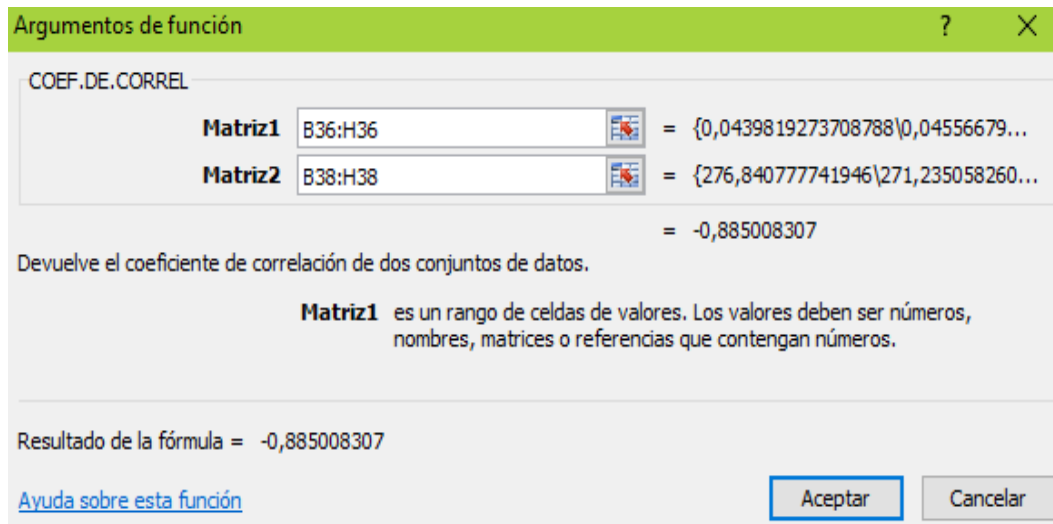 Argumentos de función ? ×
COEF.DE.CORREL
Matriz1 B36:H36 = {0,0439819273708788\0,04556679...
Matriz2 B38:H38 = {276,840777741946\271,235058260...
= -0,885008307
Devuelve el coeficiente de correlación de dos conjuntos de datos.
Matriz1 es un rango de celdas de valores. Los valores deben ser números,
nombres, matrices o referencias que contengan números.
Resultado de la fórmula = -0,885008307
Ayuda sobre esta función Aceptar Cancelar